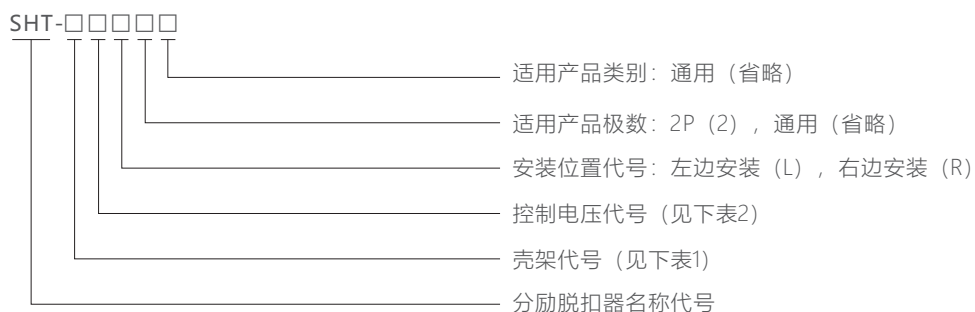 SHT-□□□□□
适用产品类别：通用（省略）
适用产品极数：2P（2），通用（省略）
安装位置代号：左边安装（L），右边安装（R）
控制电压代号（见下表2）
壳架代号（见下表1）
分励脱扣器名称代号